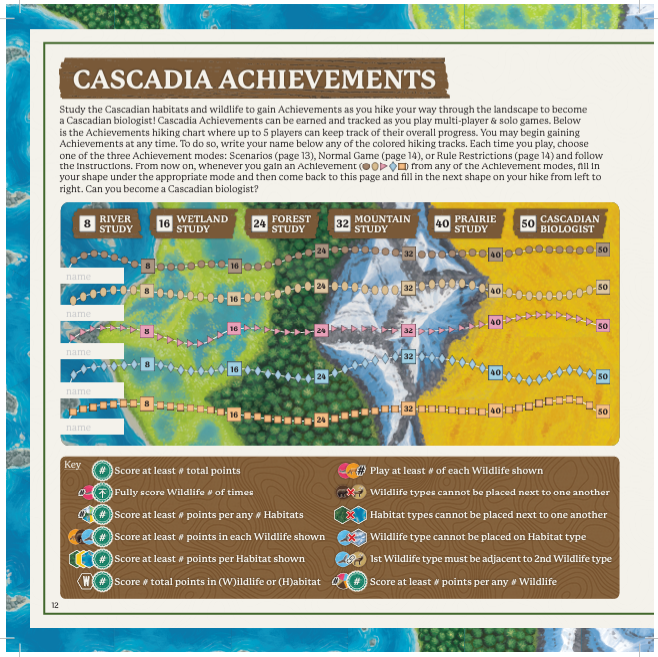 CASCADIA ACHIEVEMENTS
Study the Cascadian habitats and wildlife to gain Achievements as you hike your way through the landscape to become
a Cascadian biologist! Cascadia Achievements can be earned and tracked as you play multi-player & solo games. Below
is the Achievements hiking chart where up to 5 players can keep track of their overall progress. You may begin gaining
Achievements at any time. To do so, write your name below any of the colored hiking tracks. Each time you play, choose
one of the three Achievement modes: Scenarios (page 13), Normal Game (page 14), or Rule Restrictions (page 14) and follow
the instructions. From now on, whenever you gain an Achievement ( ) from any of the Achievement modes, fill in
your shape under the appropriate mode and then come back to this page and fill in the next shape on your hike from left to
right. Can you become a Cascadian biologist?
8 RIVER STUDY
16 WETLAND STUDY
24 FOREST STUDY
32 MOUNTAIN STUDY
40 PRAIRIE STUDY
50 CASCADIAN BIOLOGIST
8 16 24 32 40 50
name
8 16 24 32 40 50
name
8 16 24 32 40 50
name
8 16 24 32 40 50
name
8 16 24 32 40 50
name
Key
# Score at least # total points
# Fully score Wildlife # of times
# # Score at least # points per any # Habitats
# Score at least # points in each Wildlife shown
# Score at least # points per Habitat shown
W # Score # total points in (W)ildlife or (H)abitat
# Play at least # of each Wildlife shown
Wildlife types cannot be placed next to one another
Habitat types cannot be placed next to one another
Wildlife type cannot be placed on Habitat type
1st Wildlife type must be adjacent to 2nd Wildlife type
# # Score at least # points per any # Wildlife
12